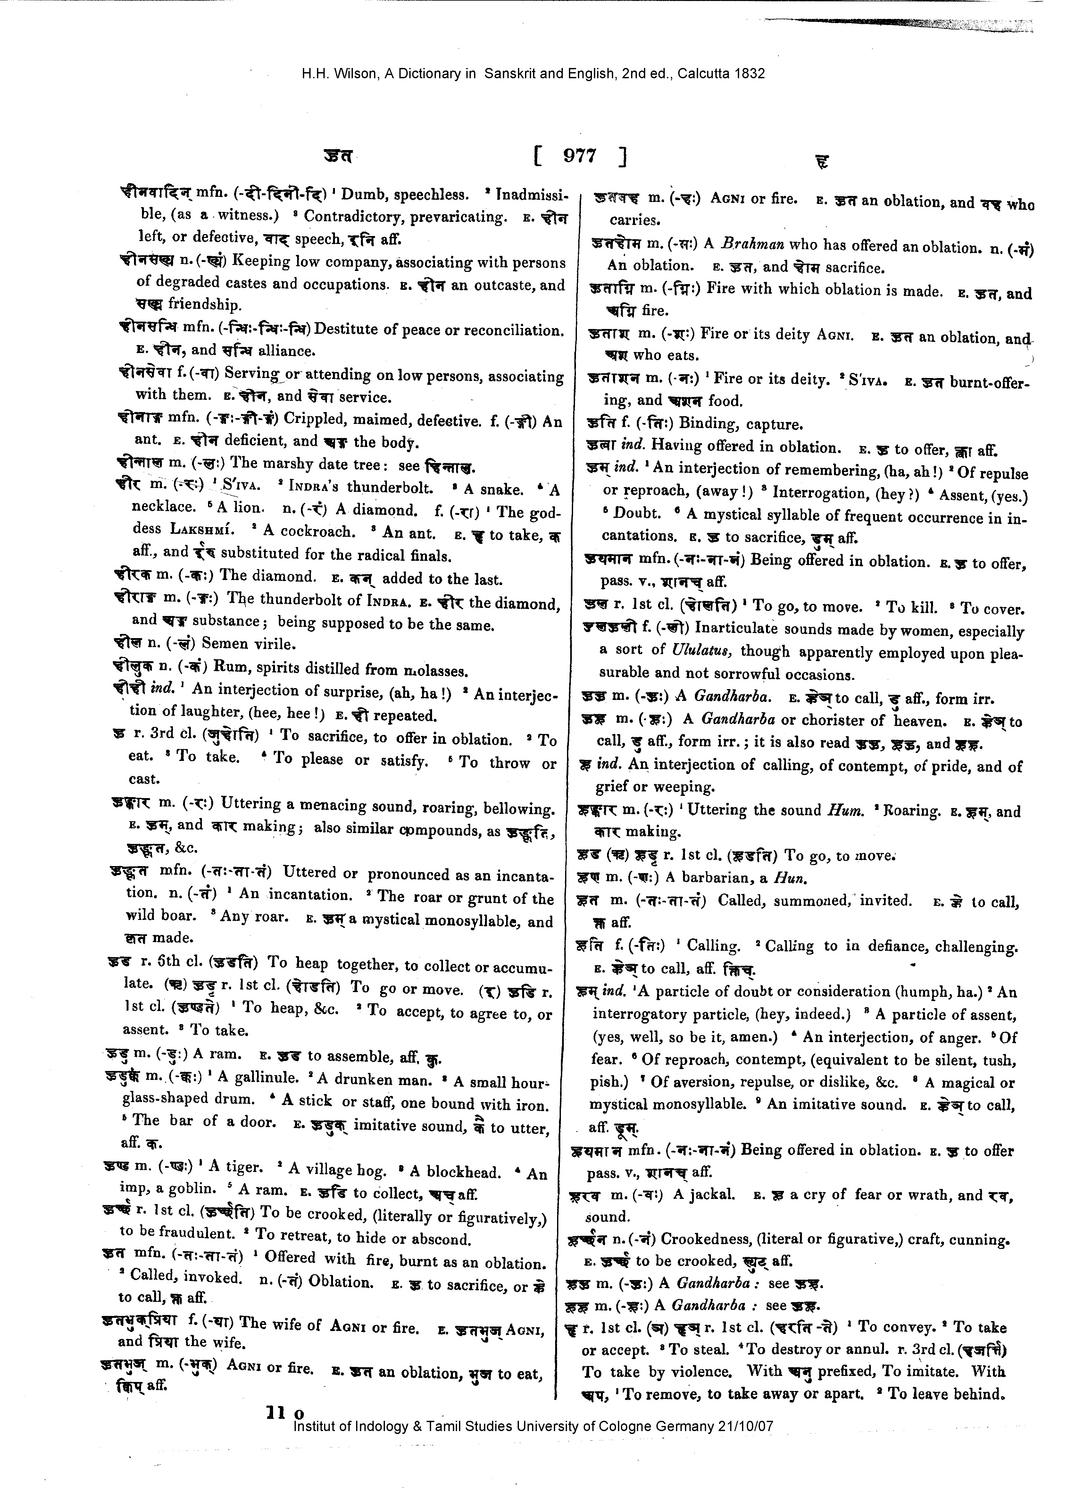 H.H. Wilson, A Dictionary in Sanskrit and English, 2nd ed., Calcutta 1832
हुत [ 977 ] हृ
हीनवादिन् mfn. (-दी-दिनी-दि) ¹ Dumb, speechless. ² Inadmissi-
ble, (as a witness.) ³ Contradictory, prevaricating. E. हीन
left, or defective, वाद speech, इनि aff.
हीनसख्य n. (-ख्यं) Keeping low company, associating with persons
of degraded castes and occupations. E. हीन an outcaste, and
सख्य friendship.
हीनसन्धि mfn. (-न्धिः-न्धिः-न्धि) Destitute of peace or reconciliation.
E. हीन, and सन्धि alliance.
हीनसेवा f. (-वा) Serving or attending on low persons, associating
with them. E. हीन, and सेवा service.
हीनाङ्ग mfn. (-ङ्गः-ङ्गी-ङ्गं) Crippled, maimed, defective. f. (-ङ्गी) An
ant. E. हीन deficient, and अङ्ग the body.
हीन्ताल m. (-लः) The marshy date tree: see हिन्ताल.
हीर m. (-रः) ¹ S'IVA. ² INDRA's thunderbolt. ³ A snake. ⁴ A
necklace. ⁵ A lion. n. (-रं) A diamond. f. (-रा) ¹ The god-
dess LAKSHMÍ. ² A cockroach. ³ An ant. E. हृ to take, क
aff., and ईर् substituted for the radical finals.
हीरक m. (-कः) The diamond. E. कन् added to the last.
हीराङ्ग m. (-ङ्गः) The thunderbolt of INDRA. E. हीर the diamond,
and अङ्ग substance; being supposed to be the same.
हील n. (-लं) Semen virile.
हीलुक n. (-कं) Rum, spirits distilled from molasses.
हीही ind. ¹ An interjection of surprise, (ah, ha!) ² An interjec-
tion of laughter, (hee, hee!) E. ही repeated.
हु r. 3rd cl. (जुहोति) ¹ To sacrifice, to offer in oblation. ² To
eat. ³ To take. ⁴ To please or satisfy. ⁵ To throw or
cast.
हुङ्कार m. (-रः) Uttering a menacing sound, roaring, bellowing.
E. हुम्, and कार making; also similar compounds, as हुङ्कृति,
हुङ्कृत, &c.
हुङ्कृत mfn. (-तः-ता-तं) Uttered or pronounced as an incanta-
tion. n. (-तं) ¹ An incantation. ² The roar or grunt of the
wild boar. ³ Any roar. E. हुम् a mystical monosyllable, and
कृत made.
हुड r. 6th cl. (हुडति) To heap together, to collect or accumu-
late. (ऋ) हुडृ r. 1st cl. (होडति) To go or move. (इ) हुडि r.
1st cl. (हुण्डते) ¹ To heap, &c. ² To accept, to agree to, or
assent. ³ To take.
हुडु m. (-डुः) A ram. E. हुड to assemble, aff. कु.
हुडुक्क m. (-क्कः) ¹ A gallinule. ² A drunken man. ³ A small hour-
glass-shaped drum. ⁴ A stick or staff, one bound with iron.
⁵ The bar of a door. E. हुडुक् imitative sound, कै to utter,
aff. क.
हुण्ड m. (-ण्डः) ¹ A tiger. ² A village hog. ³ A blockhead. ⁴ An
imp, a goblin. ⁵ A ram. E. हुडि to collect, अच् aff.
हुर्च्छ r. 1st cl. (हूर्च्छति) To be crooked, (literally or figuratively,)
to be fraudulent. ² To retreat, to hide or abscond.
हुत mfn. (-तः-ता-तं) ¹ Offered with fire, burnt as an oblation.
² Called, invoked. n. (-तं) Oblation. E. हु to sacrifice, or ह्वे
to call, क्त aff.
हुतभुक्प्रिया f. (-या) The wife of AGNI or fire. E. हुतभुज् AGNI,
and प्रिया the wife.
हुतभुज् m. (-भुक्) AGNI or fire. E. हुत an oblation, भुज to eat,
क्विप् aff.
हुतवह m. (-हः) AGNI or fire. E. हुत an oblation, and वह who
carries.
हुतहोम m. (-मः) A Brahman who has offered an oblation. n. (-मं)
An oblation. E. हुत, and होम sacrifice.
हुताग्नि m. (-ग्निः) Fire with which oblation is made. E. हुत, and
अग्नि fire.
हुताश m. (-शः) Fire or its deity AGNI. E. हुत an oblation, and
अश who eats.
हुताशन m. (-नः) ¹ Fire or its deity. ² S'IVA. E. हुत burnt-offer-
ing, and अशन food.
हुति f. (-तिः) Binding, capture.
हुत्वा ind. Having offered in oblation. E. हु to offer, क्त्वा aff.
हुम् ind. ¹ An interjection of remembering, (ha, ah!) ² Of repulse
or reproach, (away!) ³ Interrogation, (hey?) ⁴ Assent, (yes.)
⁵ Doubt. ⁶ A mystical syllable of frequent occurrence in in-
cantations. E. हु to sacrifice, डुम् aff.
हुयमान mfn. (-नः-ना-नं) Being offered in oblation. E. हु to offer,
pass. v., शानच् aff.
हुल r. 1st cl. (होलति) ¹ To go, to move. ² To kill. ³ To cover.
हुलहुली f. (-ली) Inarticulate sounds made by women, especially
a sort of Ululatus, though apparently employed upon plea-
surable and not sorrowful occasions.
हुहु m. (-हुः) A Gandharba. E. ह्वेञ् to call, डु aff., form irr.
हुहू m. (-हूः) A Gandharba or chorister of heaven. E. ह्वेञ् to
call, डु aff., form irr.; it is also read हुहु, हूहु, and हूहू.
हू ind. An interjection of calling, of contempt, of pride, and of
grief or weeping.
हूङ्कार m. (-रः) ¹ Uttering the sound Hum. ² Roaring. E. हूम्, and
कार making.
हूड (ऋ) हूडृ r. 1st cl. (हूडति) To go, to move.
हूण m. (-णः) A barbarian, a Hun.
हूत m. (-तः-ता-तं) Called, summoned, invited. E. ह्वे to call,
क्त aff.
हूति f. (-तिः) ¹ Calling. ² Calling to in defiance, challenging.
E. ह्वेञ् to call, aff. क्तिच्.
हूम् ind. ¹ A particle of doubt or consideration (humph, ha.) ² An
interrogatory particle, (hey, indeed.) ³ A particle of assent,
(yes, well, so be it, amen.) ⁴ An interjection, of anger. ⁵ Of
fear. ⁶ Of reproach, contempt, (equivalent to be silent, tush,
pish.) ⁷ Of aversion, repulse, or dislike, &c. ⁸ A magical or
mystical monosyllable. ⁹ An imitative sound. E. ह्वेञ् to call,
aff. डूम्.
हूयमान mfn. (-नः-ना-नं) Being offered in oblation. E. हु to offer
pass. v., शानच् aff.
हूरव m. (-वः) A jackal. E. हू a cry of fear or wrath, and रव,
sound.
हूर्च्छन n. (-नं) Crookedness, (literal or figurative,) craft, cunning.
E. हुर्च्छ to be crooked, ल्युट् aff.
हूहु m. (-हुः) A Gandharba: see हुहु.
हूहू m. (-हूः) A Gandharba: see हुहू.
हृ r. 1st cl. (ञ) हृञ् r. 1st cl. (हरति-ते) ¹ To convey. ² To take
or accept. ³ To steal. ⁴ To destroy or annul. r. 3rd cl. (जहर्त्ति)
To take by violence. With अनु prefixed, To imitate. With
अप, ¹ To remove, to take away or apart. ² To leave behind.
11 o
Institut of Indology & Tamil Studies University of Cologne Germany 21/10/07